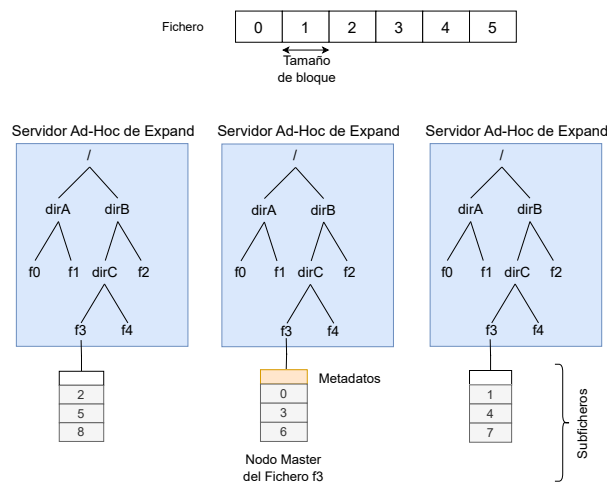 Fichero 0 1 2 3 4 5
Tamaño
de bloque
Servidor Ad-Hoc de Expand Servidor Ad-Hoc de Expand Servidor Ad-Hoc de Expand
/ / /
dirA dirB dirA dirB dirA dirB
f0 f1 dirC f2 f0 f1 dirC f2 f0 f1 dirC f2
f3 f4 f3 f4 f3 f4
Metadatos
2 0 1
5 3 4
8 6 7
Subficheros
Nodo Master
del Fichero f3